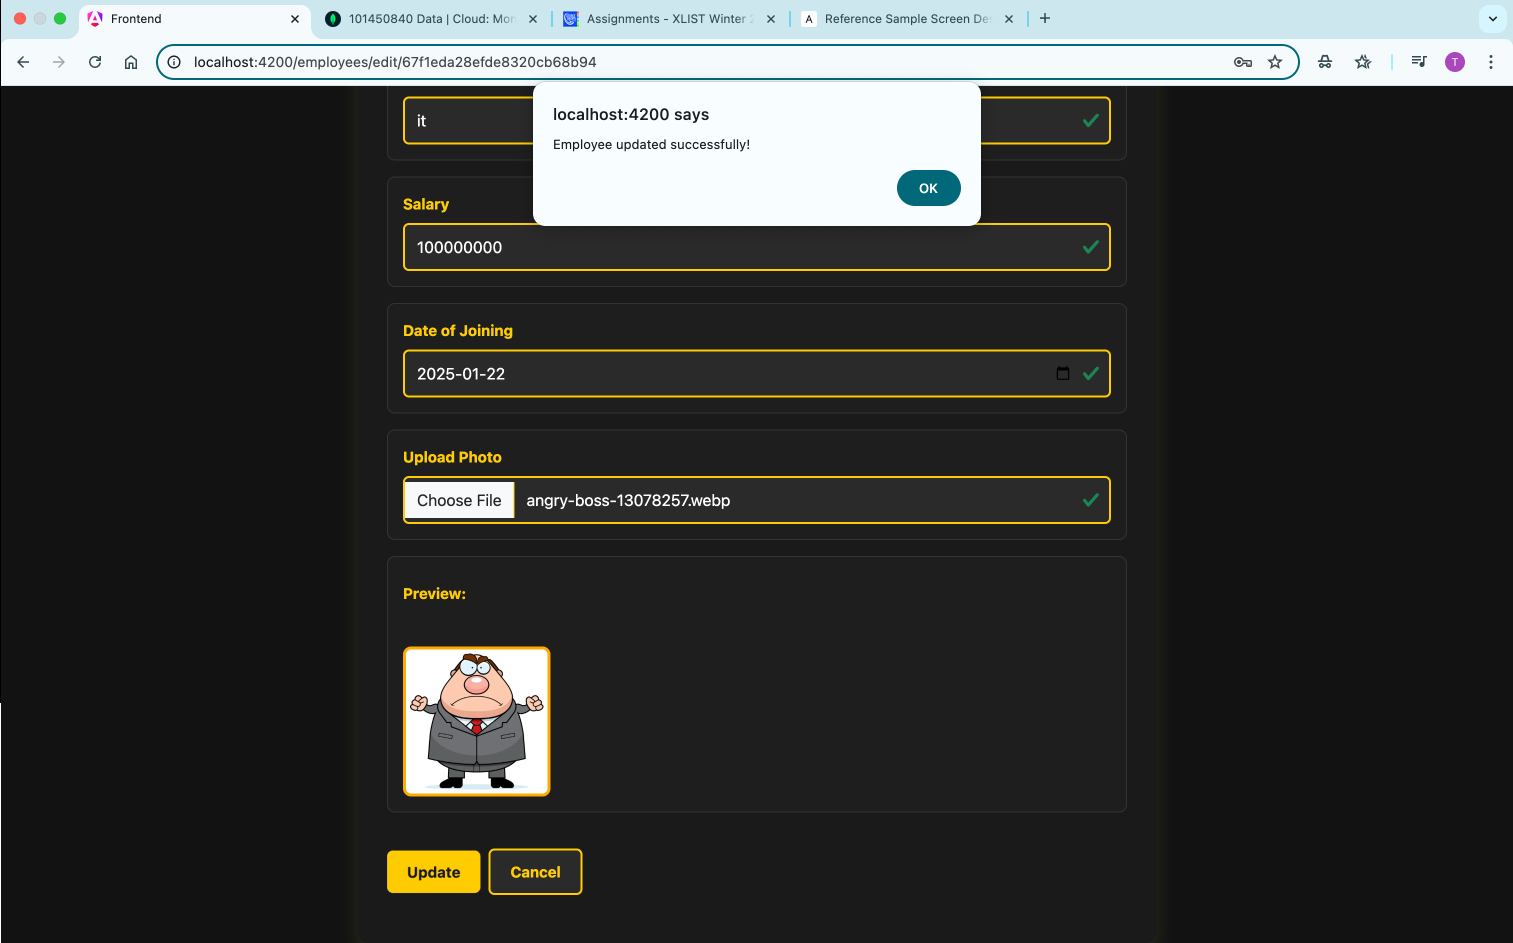 Frontend
101450840 Data | Cloud: Mon
Assignments - XLIST Winter 2
Reference Sample Screen De
localhost:4200/employees/edit/67f1eda28efde8320cb68b94
T
localhost:4200 says
Employee updated successfully!
OK
it
Salary
100000000
Date of Joining
2025-01-22
Upload Photo
Choose File angry-boss-13078257.webp
Preview:
Update Cancel